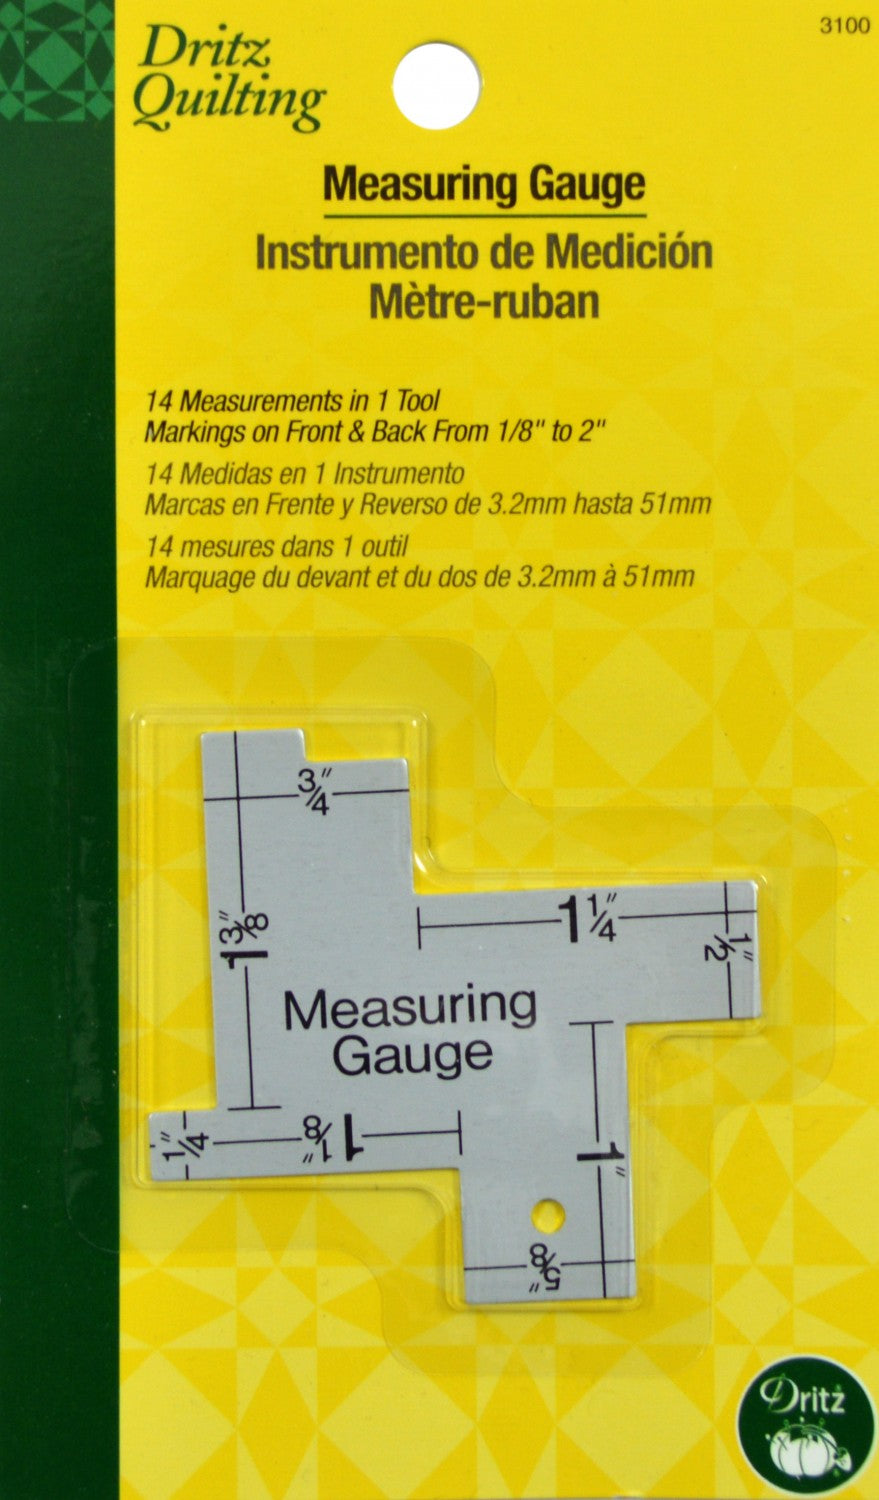 3100
Dritz
Quilting
Measuring Gauge
Instrumento de Medición
Mètre-ruban
14 Measurements in 1 Tool
Markings on Front & Back From 1/8" to 2"
14 Medidas en 1 Instrumento
Marcas en Frente y Reverso de 3.2mm hasta 51mm
14 mesures dans 1 outil
Marquage du devant et du dos de 3.2mm à 51mm
3/4"
1 3/8"
1 1/4"
1/2"
Measuring
Gauge
1/4"
1 1/8"
1"
5/8"
Dritz